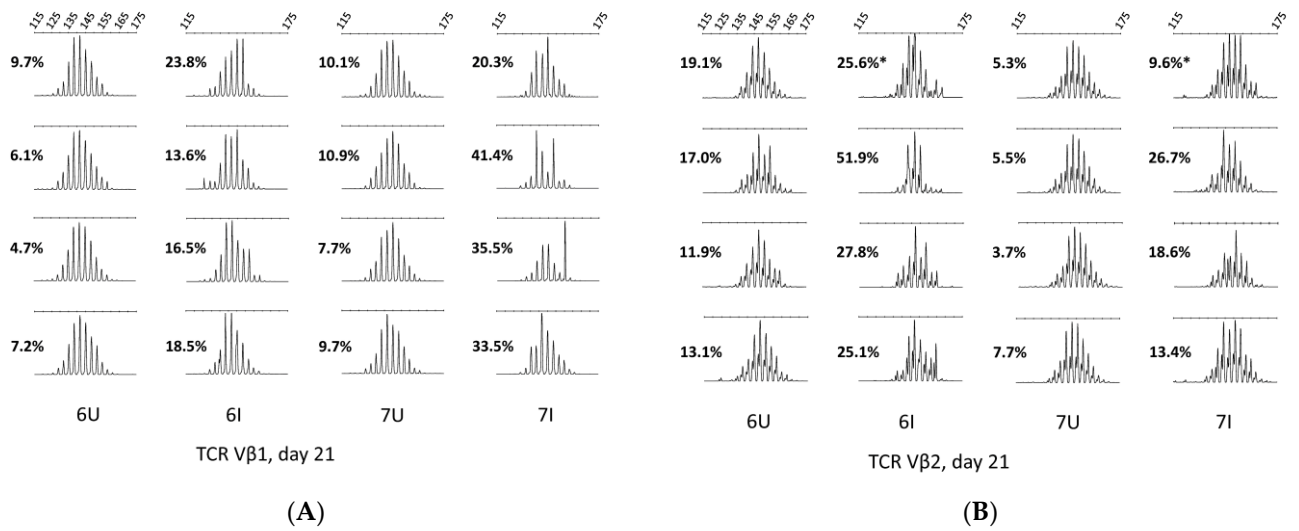 115 125 135 145 155 165 175 115 175 115 175 115 175 115 125 135 145 155 165 175 115 175 115 175 115 175
9.7% 23.8% 10.1% 20.3% 19.1% 25.6%* 5.3% 9.6%*
6.1% 13.6% 10.9% 41.4% 17.0% 51.9% 5.5% 26.7%
4.7% 16.5% 7.7% 35.5% 11.9% 27.8% 3.7% 18.6%
7.2% 18.5% 9.7% 33.5% 13.1% 25.1% 7.7% 13.4%
6U 6I 7U 7I 6U 6I 7U 7I
TCR Vβ1, day 21 TCR Vβ2, day 21
(A) (B)